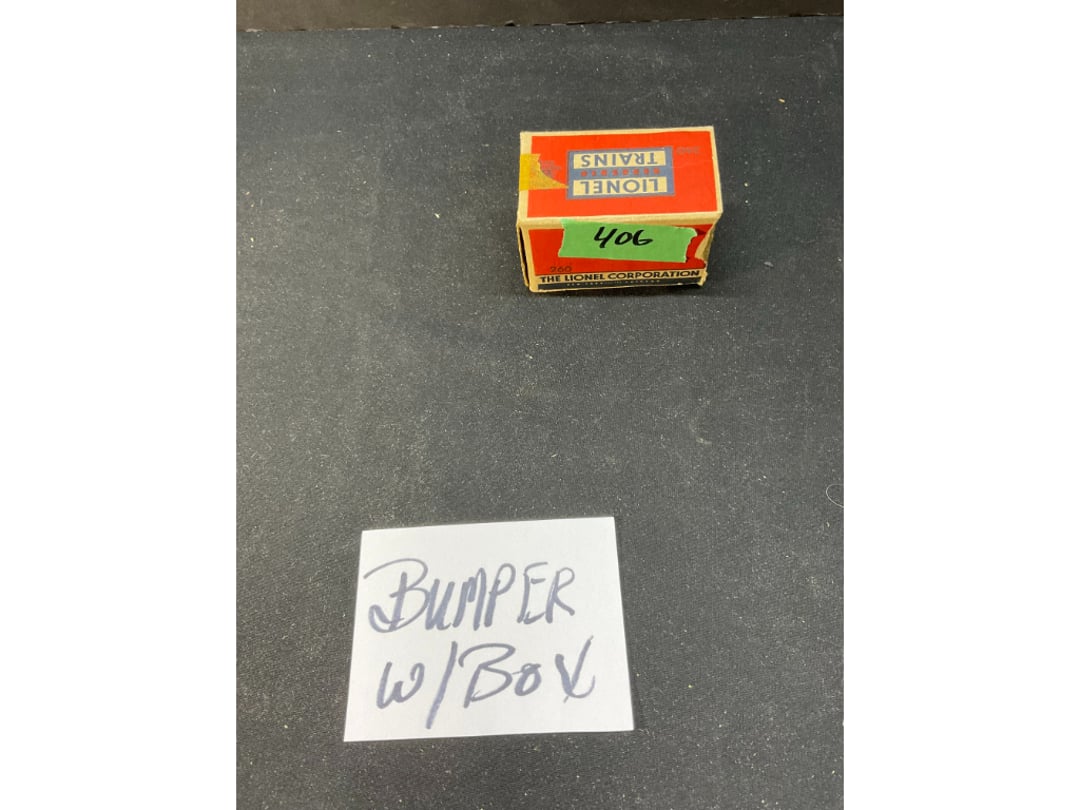 LIONEL
TRAINS
406
260
THE LIONEL CORPORATION
BUMPER
W/BOX